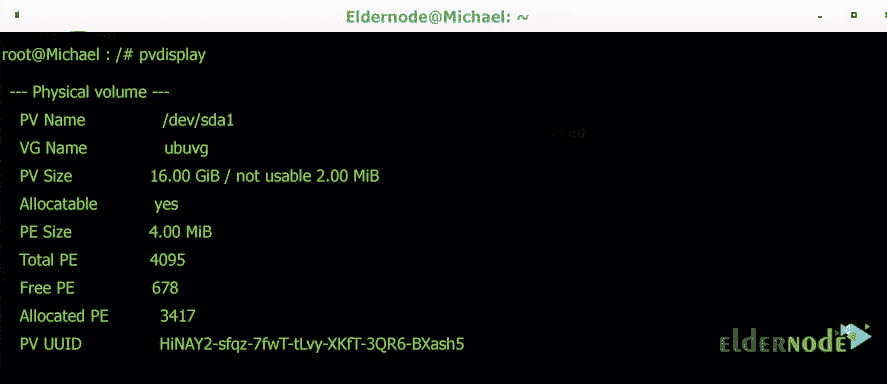 Eldernode@Michael: ~
root@Michael : /# pvdisplay
--- Physical volume ---
PV Name /dev/sda1
VG Name ubuvg
PV Size 16.00 GiB / not usable 2.00 MiB
Allocatable yes
PE Size 4.00 MiB
Total PE 4095
Free PE 678
Allocated PE 3417
PV UUID HiNAY2-sfqz-7fwT-tLvy-XKfT-3QR6-BXash5
eldernode